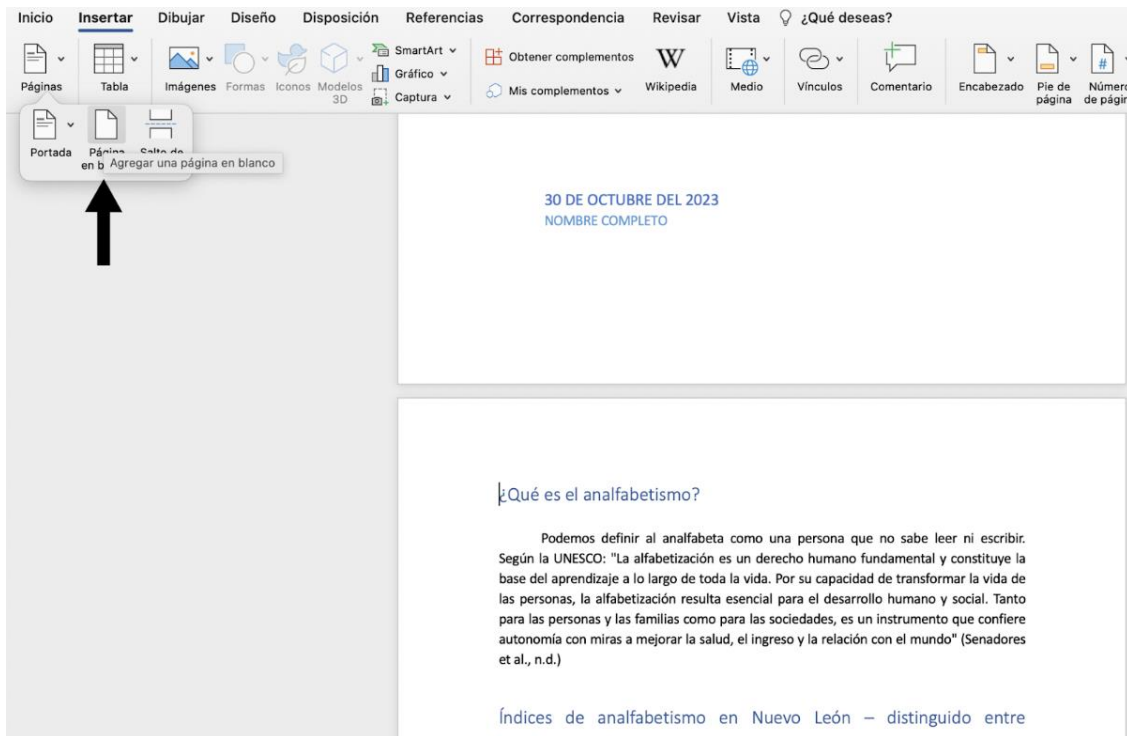 Inicio Insertar Dibujar Diseño Disposición Referencias Correspondencia Revisar Vista ¿Qué deseas?
SmartArt
Gráfico
Captura
Obtener complementos
Mis complementos
Páginas Tabla Imágenes Formas Iconos Modelos
3D
Wikipedia Medio Vínculos Comentario Encabezado Pie de
página
de
Portada Página
en
Agregar una página en blanco
30 DE OCTUBRE DEL 2023
NOMBRE COMPLETO
¿Qué es el analfabetismo?
Podemos definir al analfabeta como una persona que no sabe leer ni escribir.
Según la UNESCO: "La alfabetización es un derecho humano fundamental y constituye la
base del aprendizaje a lo largo de toda la vida. Por su capacidad de transformar la vida de
las personas, la alfabetización resulta esencial para el desarrollo humano y social. Tanto
para las personas y las familias como para las sociedades, es un instrumento que confiere
autonomía con miras a mejorar la salud, el ingreso y la relación con el mundo" (Senadores
et al., n.d.)
Índices de analfabetismo en Nuevo León – distinguido entre